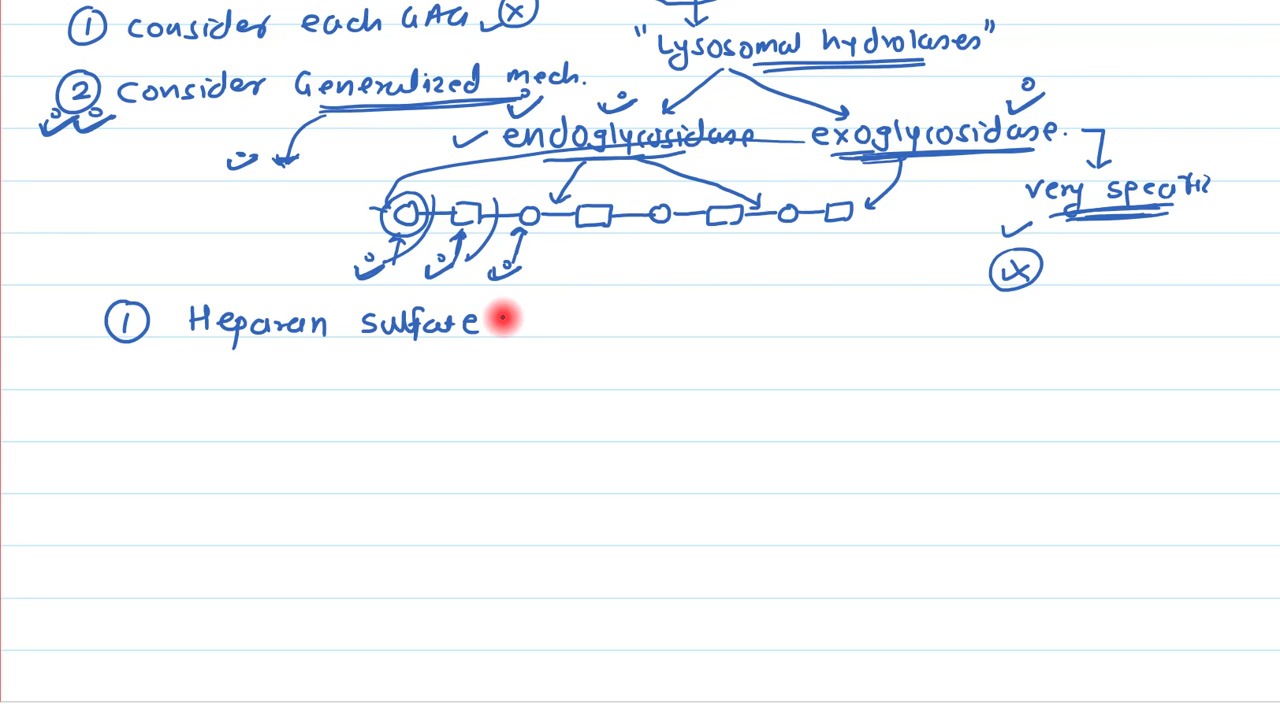 ① consider each GAG ⓧ
"Lysosomal hydrolases"
② consider Generalized mech.
endoglycosidase exoglycosidase.
very specific
① Heparan sulfate